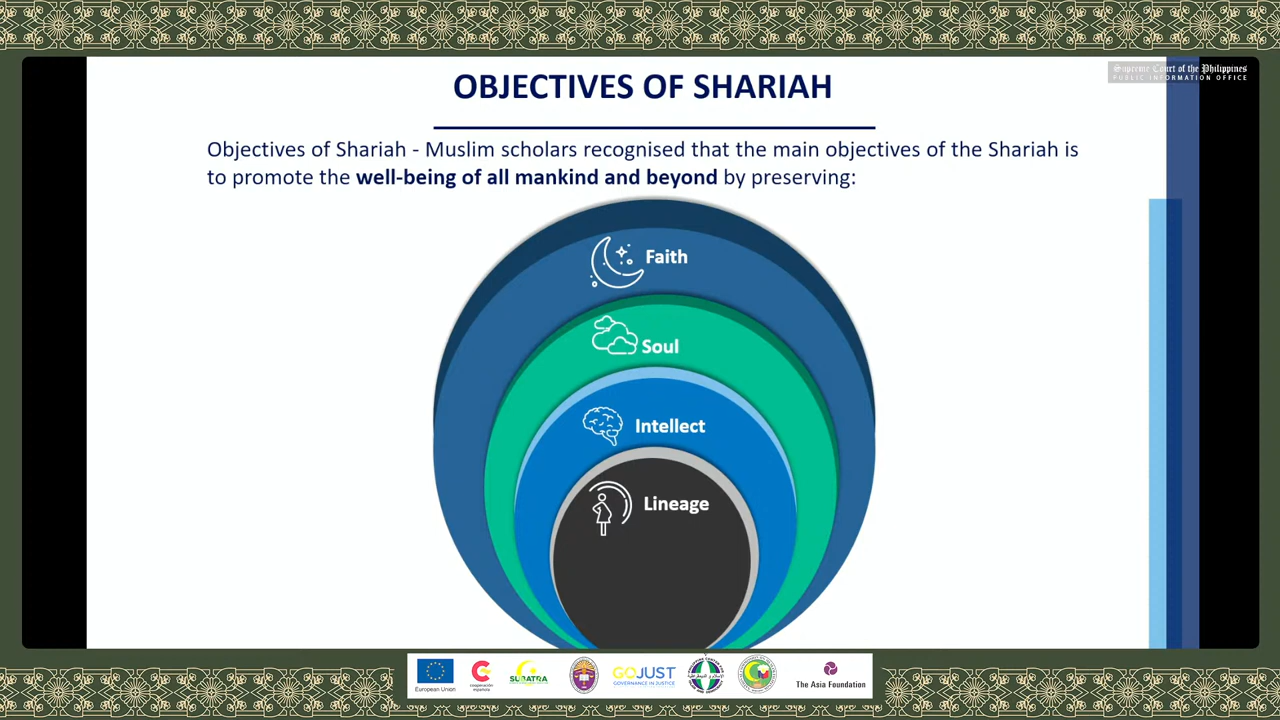 Supreme Court of the Philippines
PUBLIC INFORMATION OFFICE
OBJECTIVES OF SHARIAH
Objectives of Shariah - Muslim scholars recognised that the main objectives of the Shariah is
to promote the well-being of all mankind and beyond by preserving:
Faith
Soul
Intellect
Lineage
European Union
cooperación
española
SUBATRA
GOJUST
GOVERNANCE IN JUSTICE
The Asia Foundation